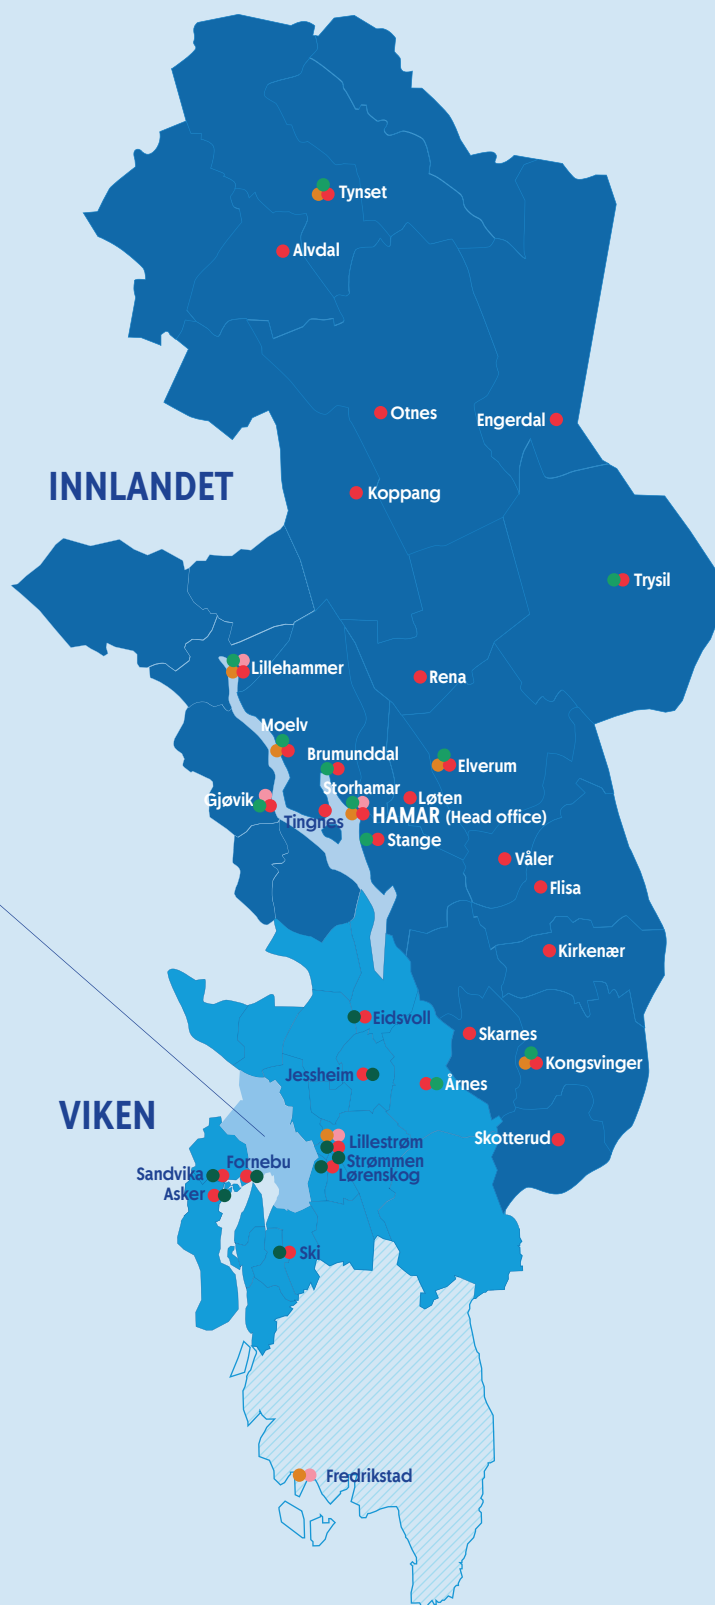 Tynset
Alvdal
Otnes
Engerdal
INNLANDET
Koppang
Trysil
Lillehammer
Rena
Moelv
Brumunddal
Elverum
Storhamar
Gjøvik
Løten
HAMAR (Head office)
Tingnes
Stange
Våler
Flisa
Kirkenær
Eidsvoll
Skarnes
Kongsvinger
Jessheim
Årnes
VIKEN
Lillestrøm
Skotterud
Strømmen
Fornebu
Sandvika
Lørenskog
Asker
Ski
Fredrikstad